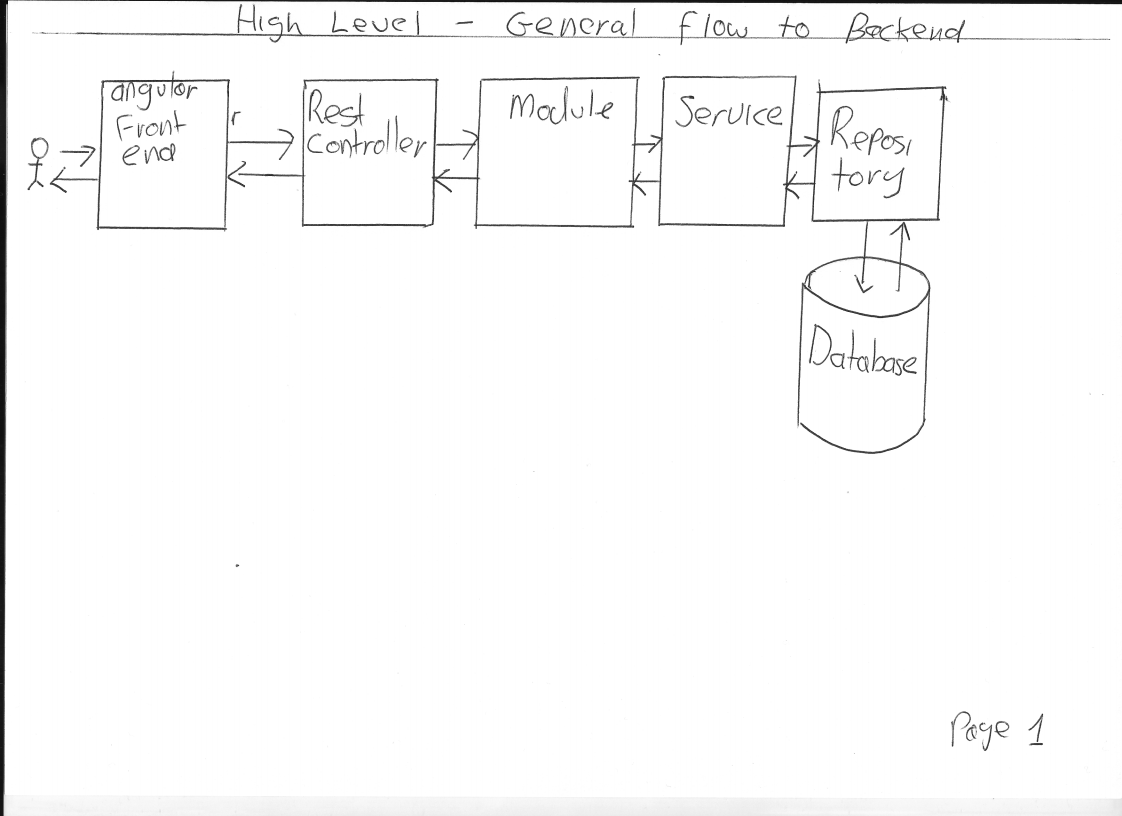 High Level - General flow to Backend
angular
Front
end
r
Rest
Controller
Module
Service
Reposi
tory
Database
Page 1